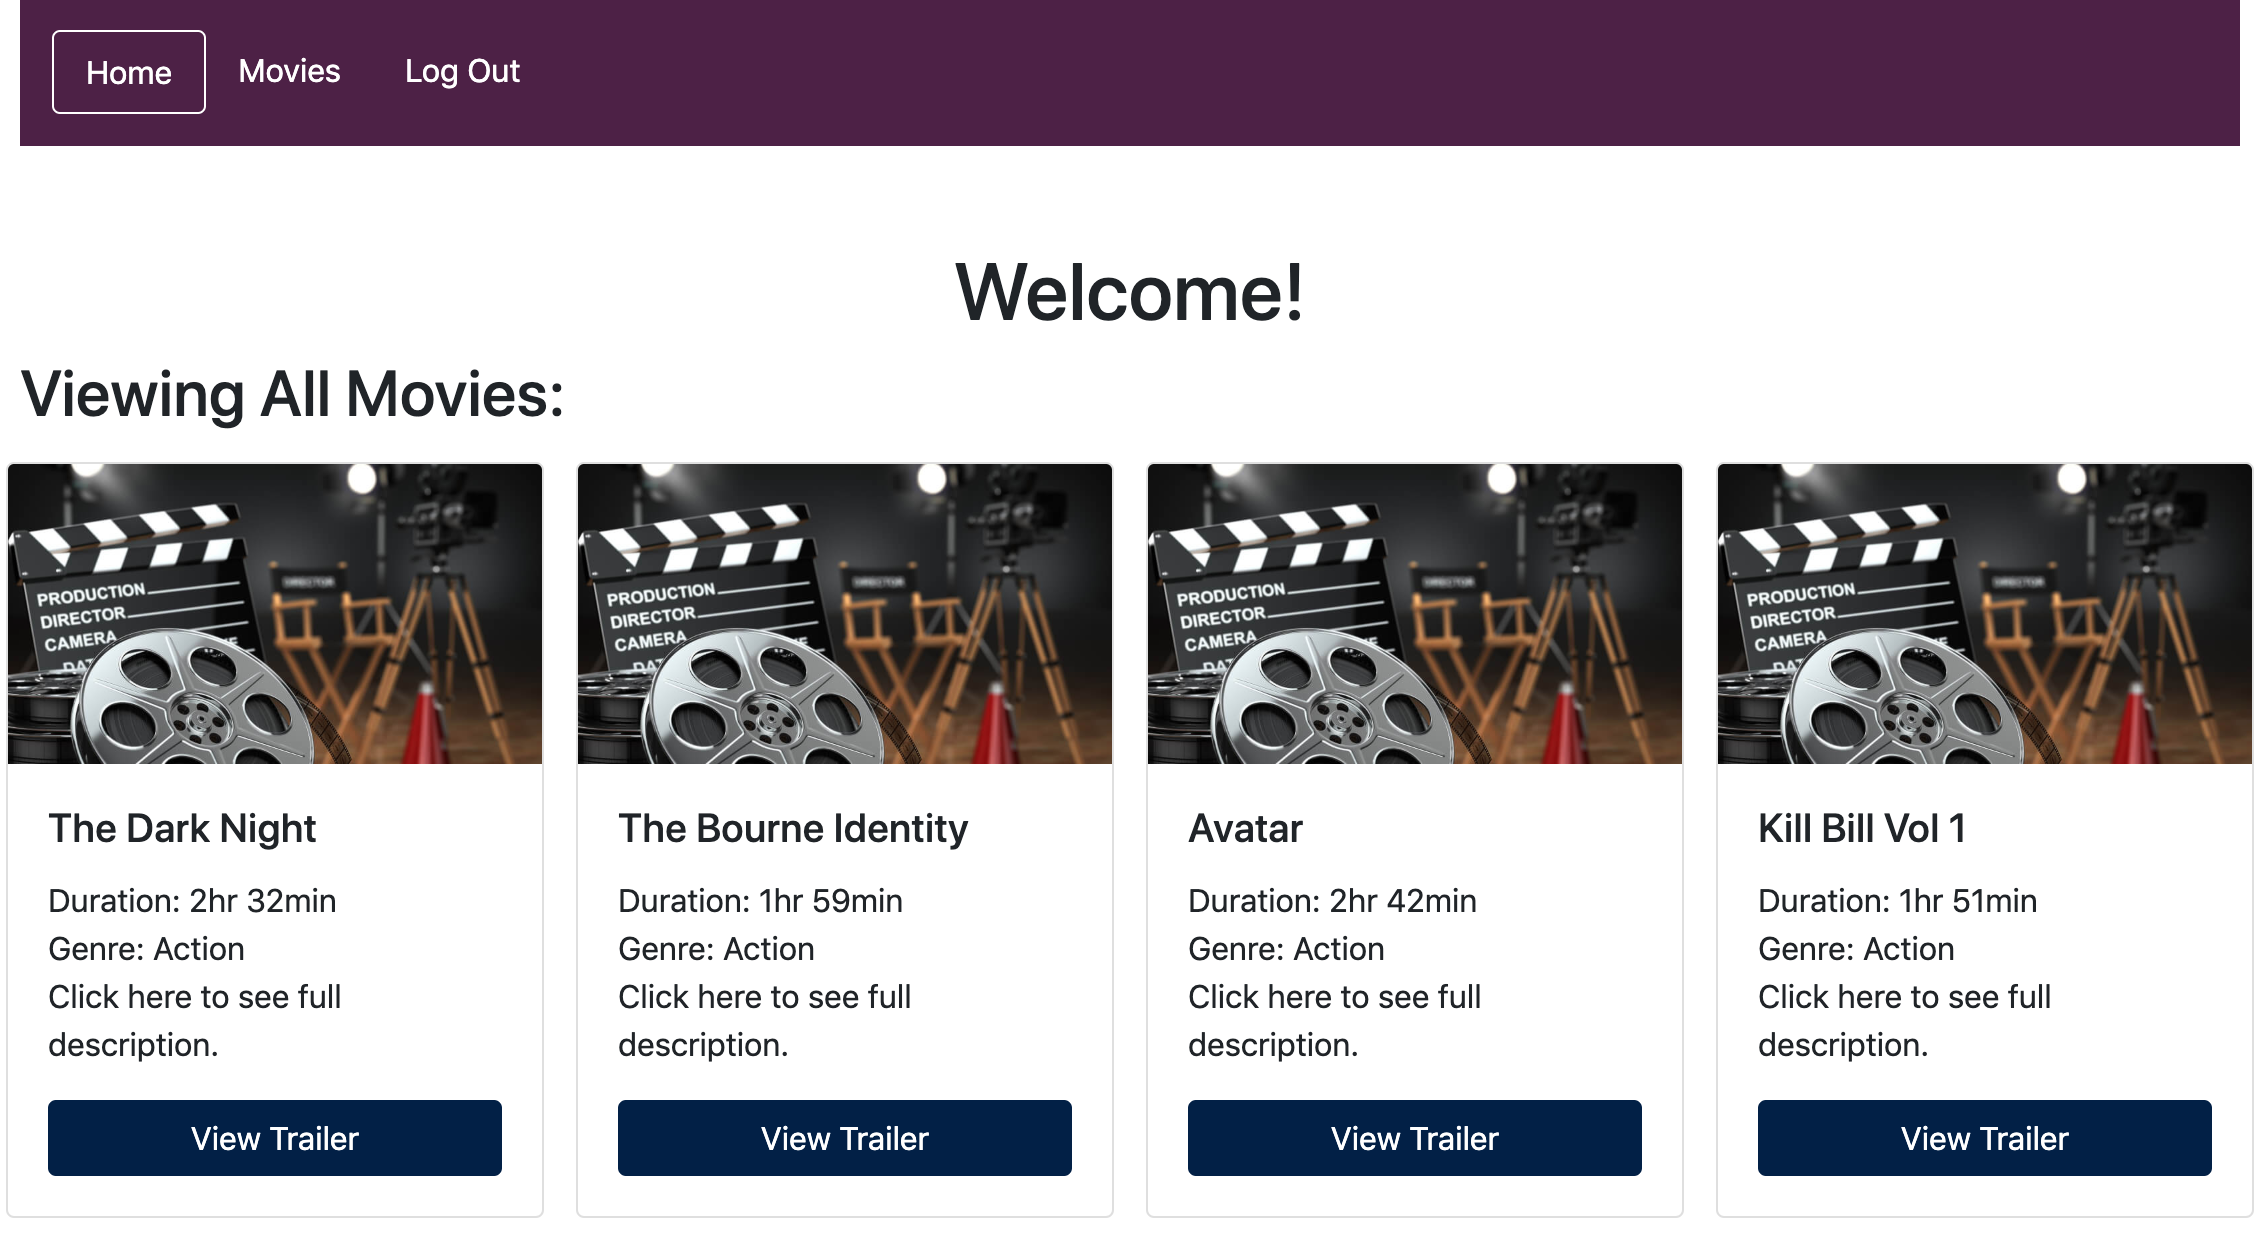 Home Movies Log Out
Welcome!
Viewing All Movies:
PRODUCTION
DIRECTOR
CAMERA
DIRECTOR
PRODUCTION
DIRECTOR
CAMERA
DIRECTOR
PRODUCTION
DIRECTOR
CAMERA
DIRECTOR
PRODUCTION
DIRECTOR
CAMERA
DIRECTOR
The Dark Night
Duration: 2hr 32min
Genre: Action
Click here to see full
description.
View Trailer
The Bourne Identity
Duration: 1hr 59min
Genre: Action
Click here to see full
description.
View Trailer
Avatar
Duration: 2hr 42min
Genre: Action
Click here to see full
description.
View Trailer
Kill Bill Vol 1
Duration: 1hr 51min
Genre: Action
Click here to see full
description.
View Trailer